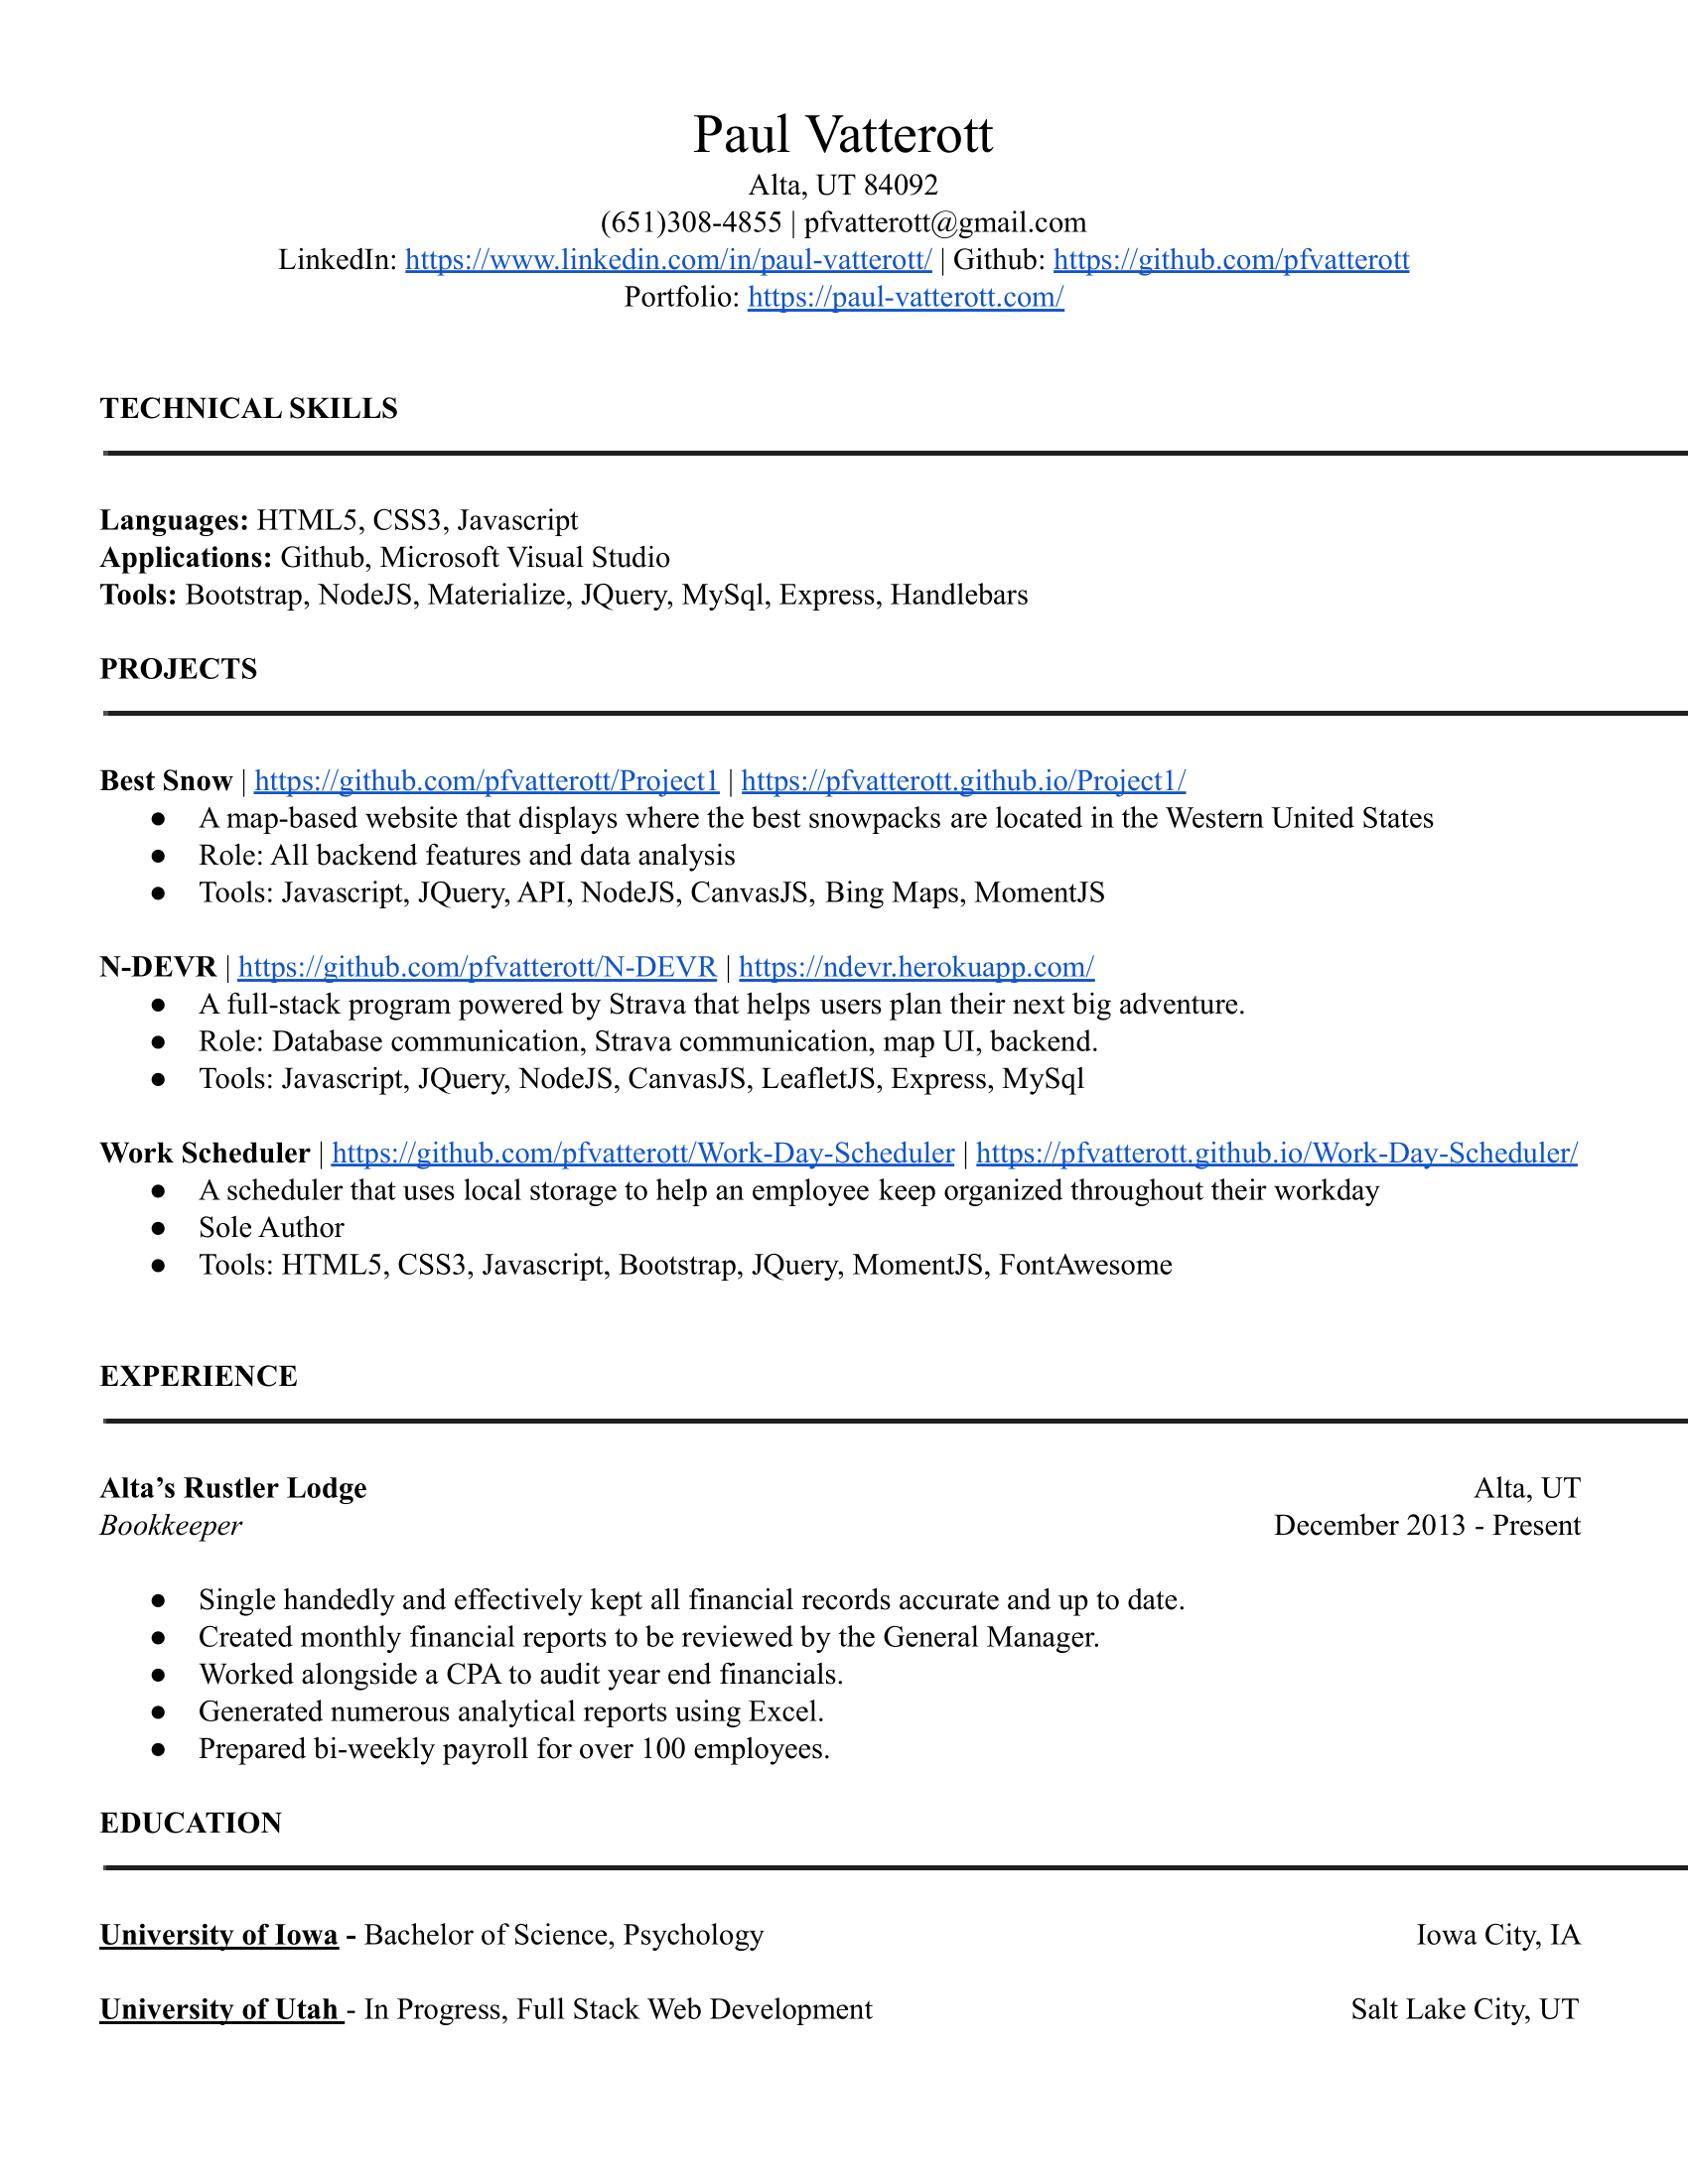 Paul Vatterott
Alta, UT 84092
(651)308-4855 | pfvatterott@gmail.com
LinkedIn: https://www.linkedin.com/in/paul-vatterott/ | Github: https://github.com/pfvatterott
Portfolio: https://paul-vatterott.com/
TECHNICAL SKILLS
Languages: HTML5, CSS3, Javascript
Applications: Github, Microsoft Visual Studio
Tools: Bootstrap, NodeJS, Materialize, JQuery, MySql, Express, Handlebars
PROJECTS
Best Snow | https://github.com/pfvatterott/Project1 | https://pfvatterott.github.io/Project1/
● A map-based website that displays where the best snowpacks are located in the Western United States
● Role: All backend features and data analysis
● Tools: Javascript, JQuery, API, NodeJS, CanvasJS, Bing Maps, MomentJS
N-DEVR | https://github.com/pfvatterott/N-DEVR | https://ndevr.herokuapp.com/
● A full-stack program powered by Strava that helps users plan their next big adventure.
● Role: Database communication, Strava communication, map UI, backend.
● Tools: Javascript, JQuery, NodeJS, CanvasJS, LeafletJS, Express, MySql
Work Scheduler | https://github.com/pfvatterott/Work-Day-Scheduler | https://pfvatterott.github.io/Work-Day-Scheduler/
● A scheduler that uses local storage to help an employee keep organized throughout their workday
● Sole Author
● Tools: HTML5, CSS3, Javascript, Bootstrap, JQuery, MomentJS, FontAwesome
EXPERIENCE
Alta’s Rustler Lodge Alta, UT
Bookkeeper December 2013 - Present
● Single handedly and effectively kept all financial records accurate and up to date.
● Created monthly financial reports to be reviewed by the General Manager.
● Worked alongside a CPA to audit year end financials.
● Generated numerous analytical reports using Excel.
● Prepared bi-weekly payroll for over 100 employees.
EDUCATION
University of Iowa - Bachelor of Science, Psychology Iowa City, IA
University of Utah - In Progress, Full Stack Web Development Salt Lake City, UT